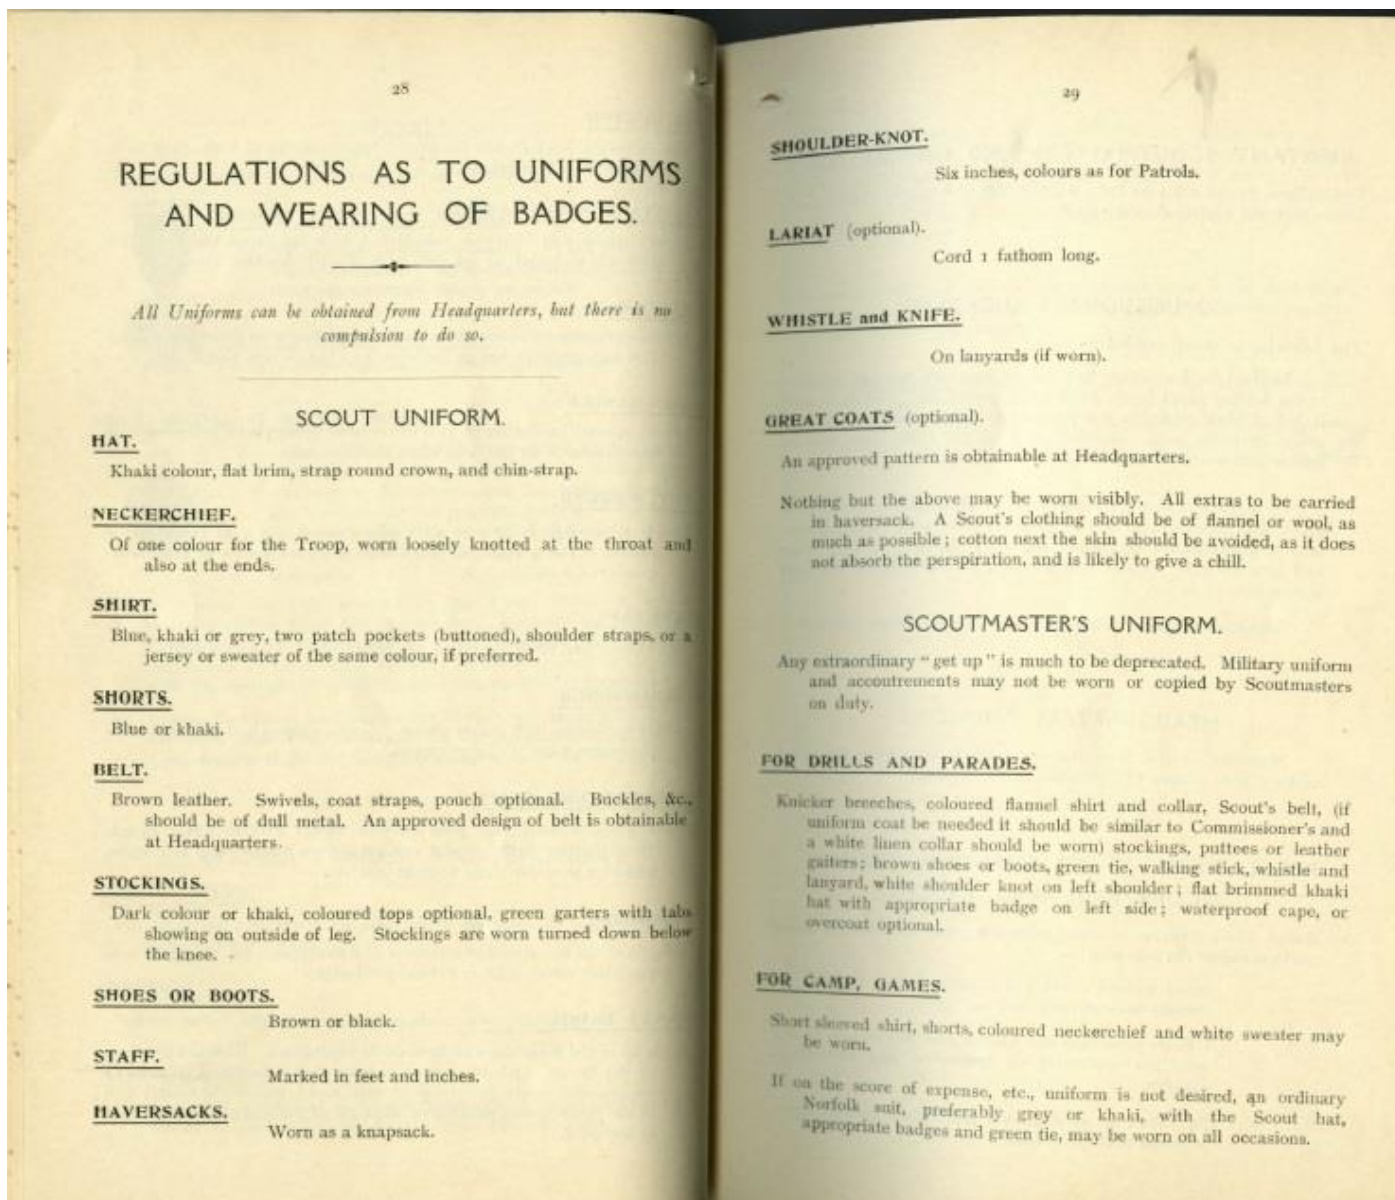 28
REGULATIONS AS TO UNIFORMS
AND WEARING OF BADGES.
All Uniforms can be obtained from Headquarters, but there is no
compulsion to do so.
SCOUT UNIFORM.
HAT.
Khaki colour, flat brim, strap round crown, and chin-strap.
NECKERCHIEF.
Of one colour for the Troop, worn loosely knotted at the throat and
also at the ends.
SHIRT.
Blue, khaki or grey, two patch pockets (buttoned), shoulder straps, or a
jersey or sweater of the same colour, if preferred.
SHORTS.
Blue or khaki.
BELT.
Brown leather. Swivels, coat straps, pouch optional. Buckles, &c.,
should be of dull metal. An approved design of belt is obtainable
at Headquarters.
STOCKINGS.
Dark colour or khaki, coloured tops optional, green garters with tabs
showing on outside of leg. Stockings are worn turned down below
the knee.
SHOES OR BOOTS.
Brown or black.
STAFF.
Marked in feet and inches.
HAVERSACKS.
Worn as a knapsack.
29
SHOULDER-KNOT.
Six inches, colours as for Patrols.
LARIAT (optional).
Cord 1 fathom long.
WHISTLE and KNIFE.
On lanyards (if worn).
GREAT COATS (optional).
An approved pattern is obtainable at Headquarters.
Nothing but the above may be worn visibly. All extras to be carried
in haversack. A Scout's clothing should be of flannel or wool, as
much as possible; cotton next the skin should be avoided, as it does
not absorb the perspiration, and is likely to give a chill.
SCOUTMASTER'S UNIFORM.
Any extraordinary "get up" is much to be deprecated. Military uniform
and accoutrements may not be worn or copied by Scoutmasters
on duty.
FOR DRILLS AND PARADES.
Knicker breeches, coloured flannel shirt and collar, Scout's belt, (if
uniform coat be needed it should be similar to Commissioner's and
a white linen collar should be worn) stockings, puttees or leather
gaiters; brown shoes or boots, green tie, walking stick, whistle and
lanyard, white shoulder knot on left shoulder; flat brimmed khaki
hat with appropriate badge on left side; waterproof cape, or
overcoat optional.
FOR CAMP, GAMES.
Short sleeved shirt, shorts, coloured neckerchief and white sweater may
be worn.
If on the score of expense, etc., uniform is not desired, an ordinary
Norfolk suit, preferably grey or khaki, with the Scout hat,
appropriate badges and green tie, may be worn on all occasions.